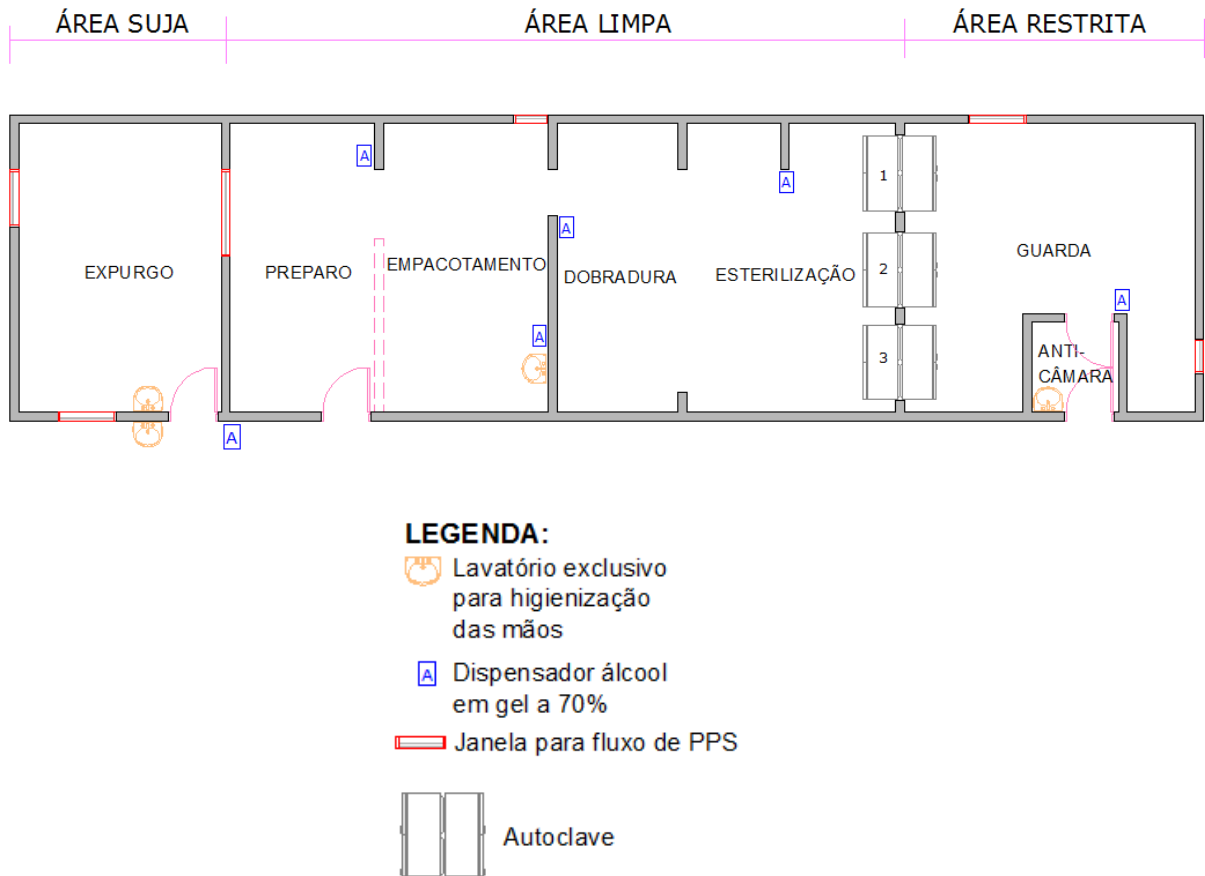 ÁREA SUJA
ÁREA LIMPA
ÁREA RESTRITA
A
A
A
A
A
A
1
2
3
EXPURGO
PREPARO
EMPACOTAMENTO
DOBRADURA
ESTERILIZAÇÃO
GUARDA
ANTI-
CÂMARA
A
LEGENDA:
Lavatório exclusivo
para higienização
das mãos
A
Dispensador álcool
em gel a 70%
Janela para fluxo de PPS
Autoclave